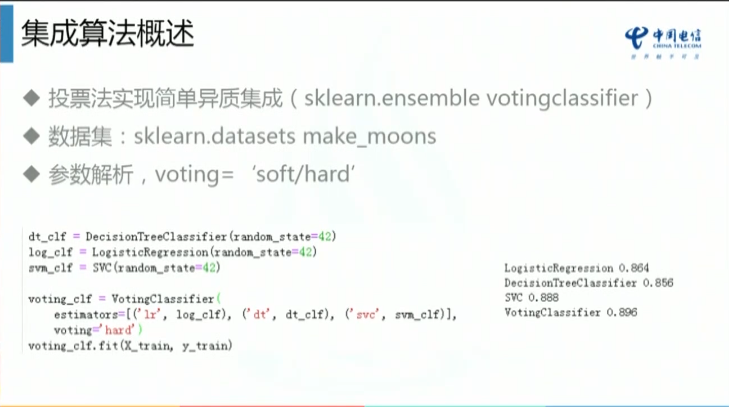 集成算法概述
中国电信
CHINA TELECOM
世界触手可及
◆ 投票法实现简单异质集成（sklearn.ensemble votingclassifier）
◆ 数据集：sklearn.datasets make_moons
◆ 参数解析，voting=‘soft/hard’
dt_clf = DecisionTreeClassifier(random_state=42)
log_clf = LogisticRegression(random_state=42)
svm_clf = SVC(random_state=42)
voting_clf = VotingClassifier(
estimators=[('lr', log_clf), ('dt', dt_clf), ('svc', svm_clf)],
voting='hard')
voting_clf.fit(X_train, y_train)
LogisticRegression 0.864
DecisionTreeClassifier 0.856
SVC 0.888
VotingClassifier 0.896